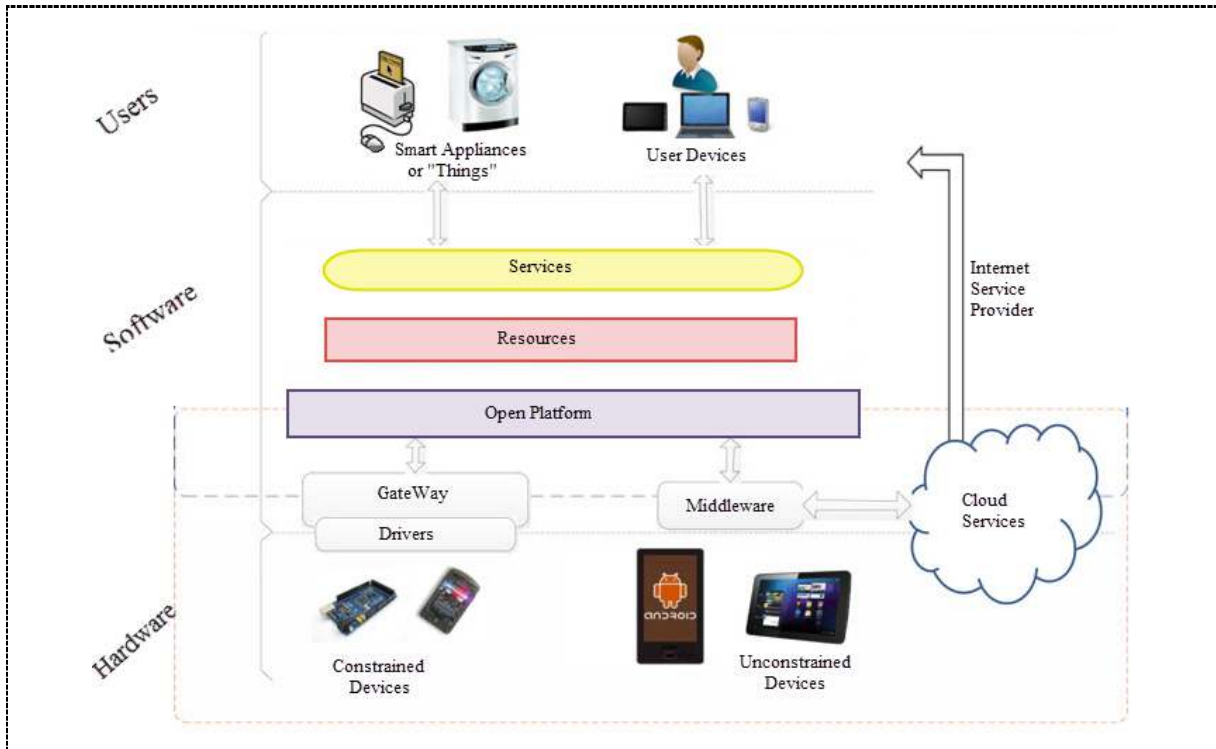 Users
Smart Appliances
or "Things"
User Devices
Software
Services
Internet
Service
Provider
Resources
Open Platform
GateWay
Middleware
Cloud
Services
Drivers
Hardware
ANDROID
Constrained
Devices
Unconstrained
Devices